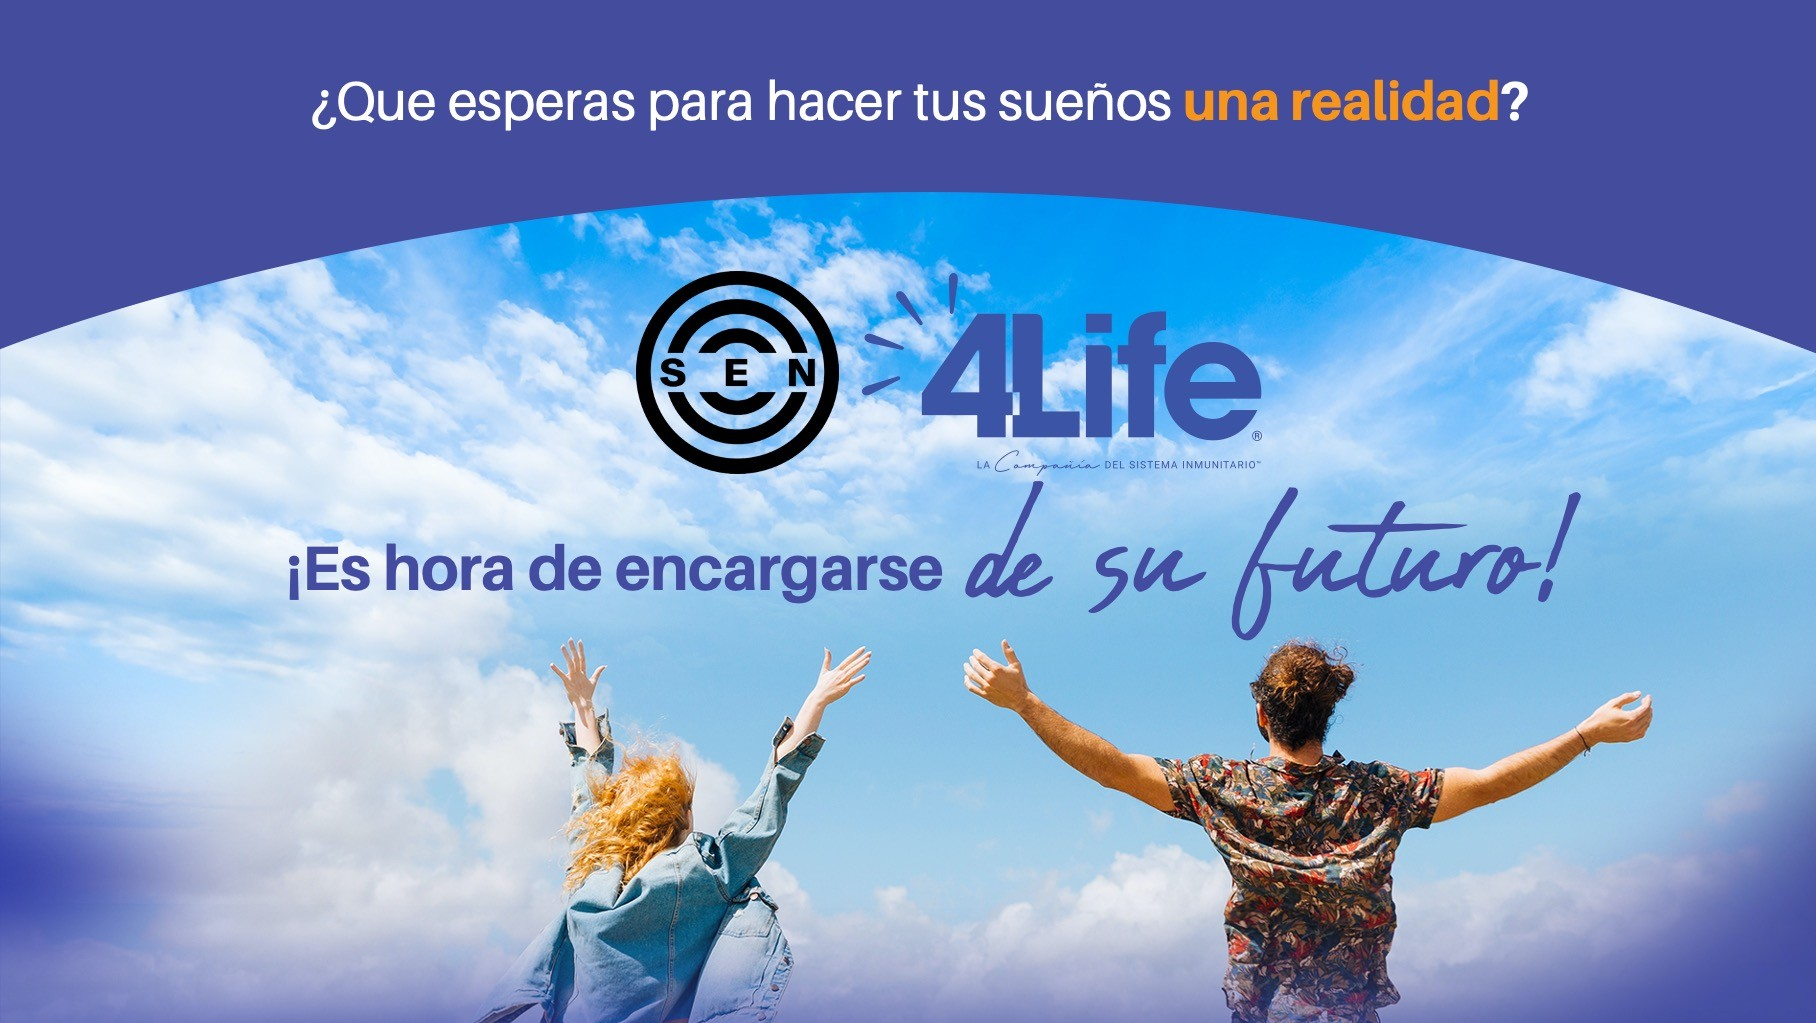 ¿Que esperas para hacer tus sueños una realidad?
S E N
4Life®
LA Compañía DEL SISTEMA INMUNITARIO™
¡Es hora de encargarse de su futuro!